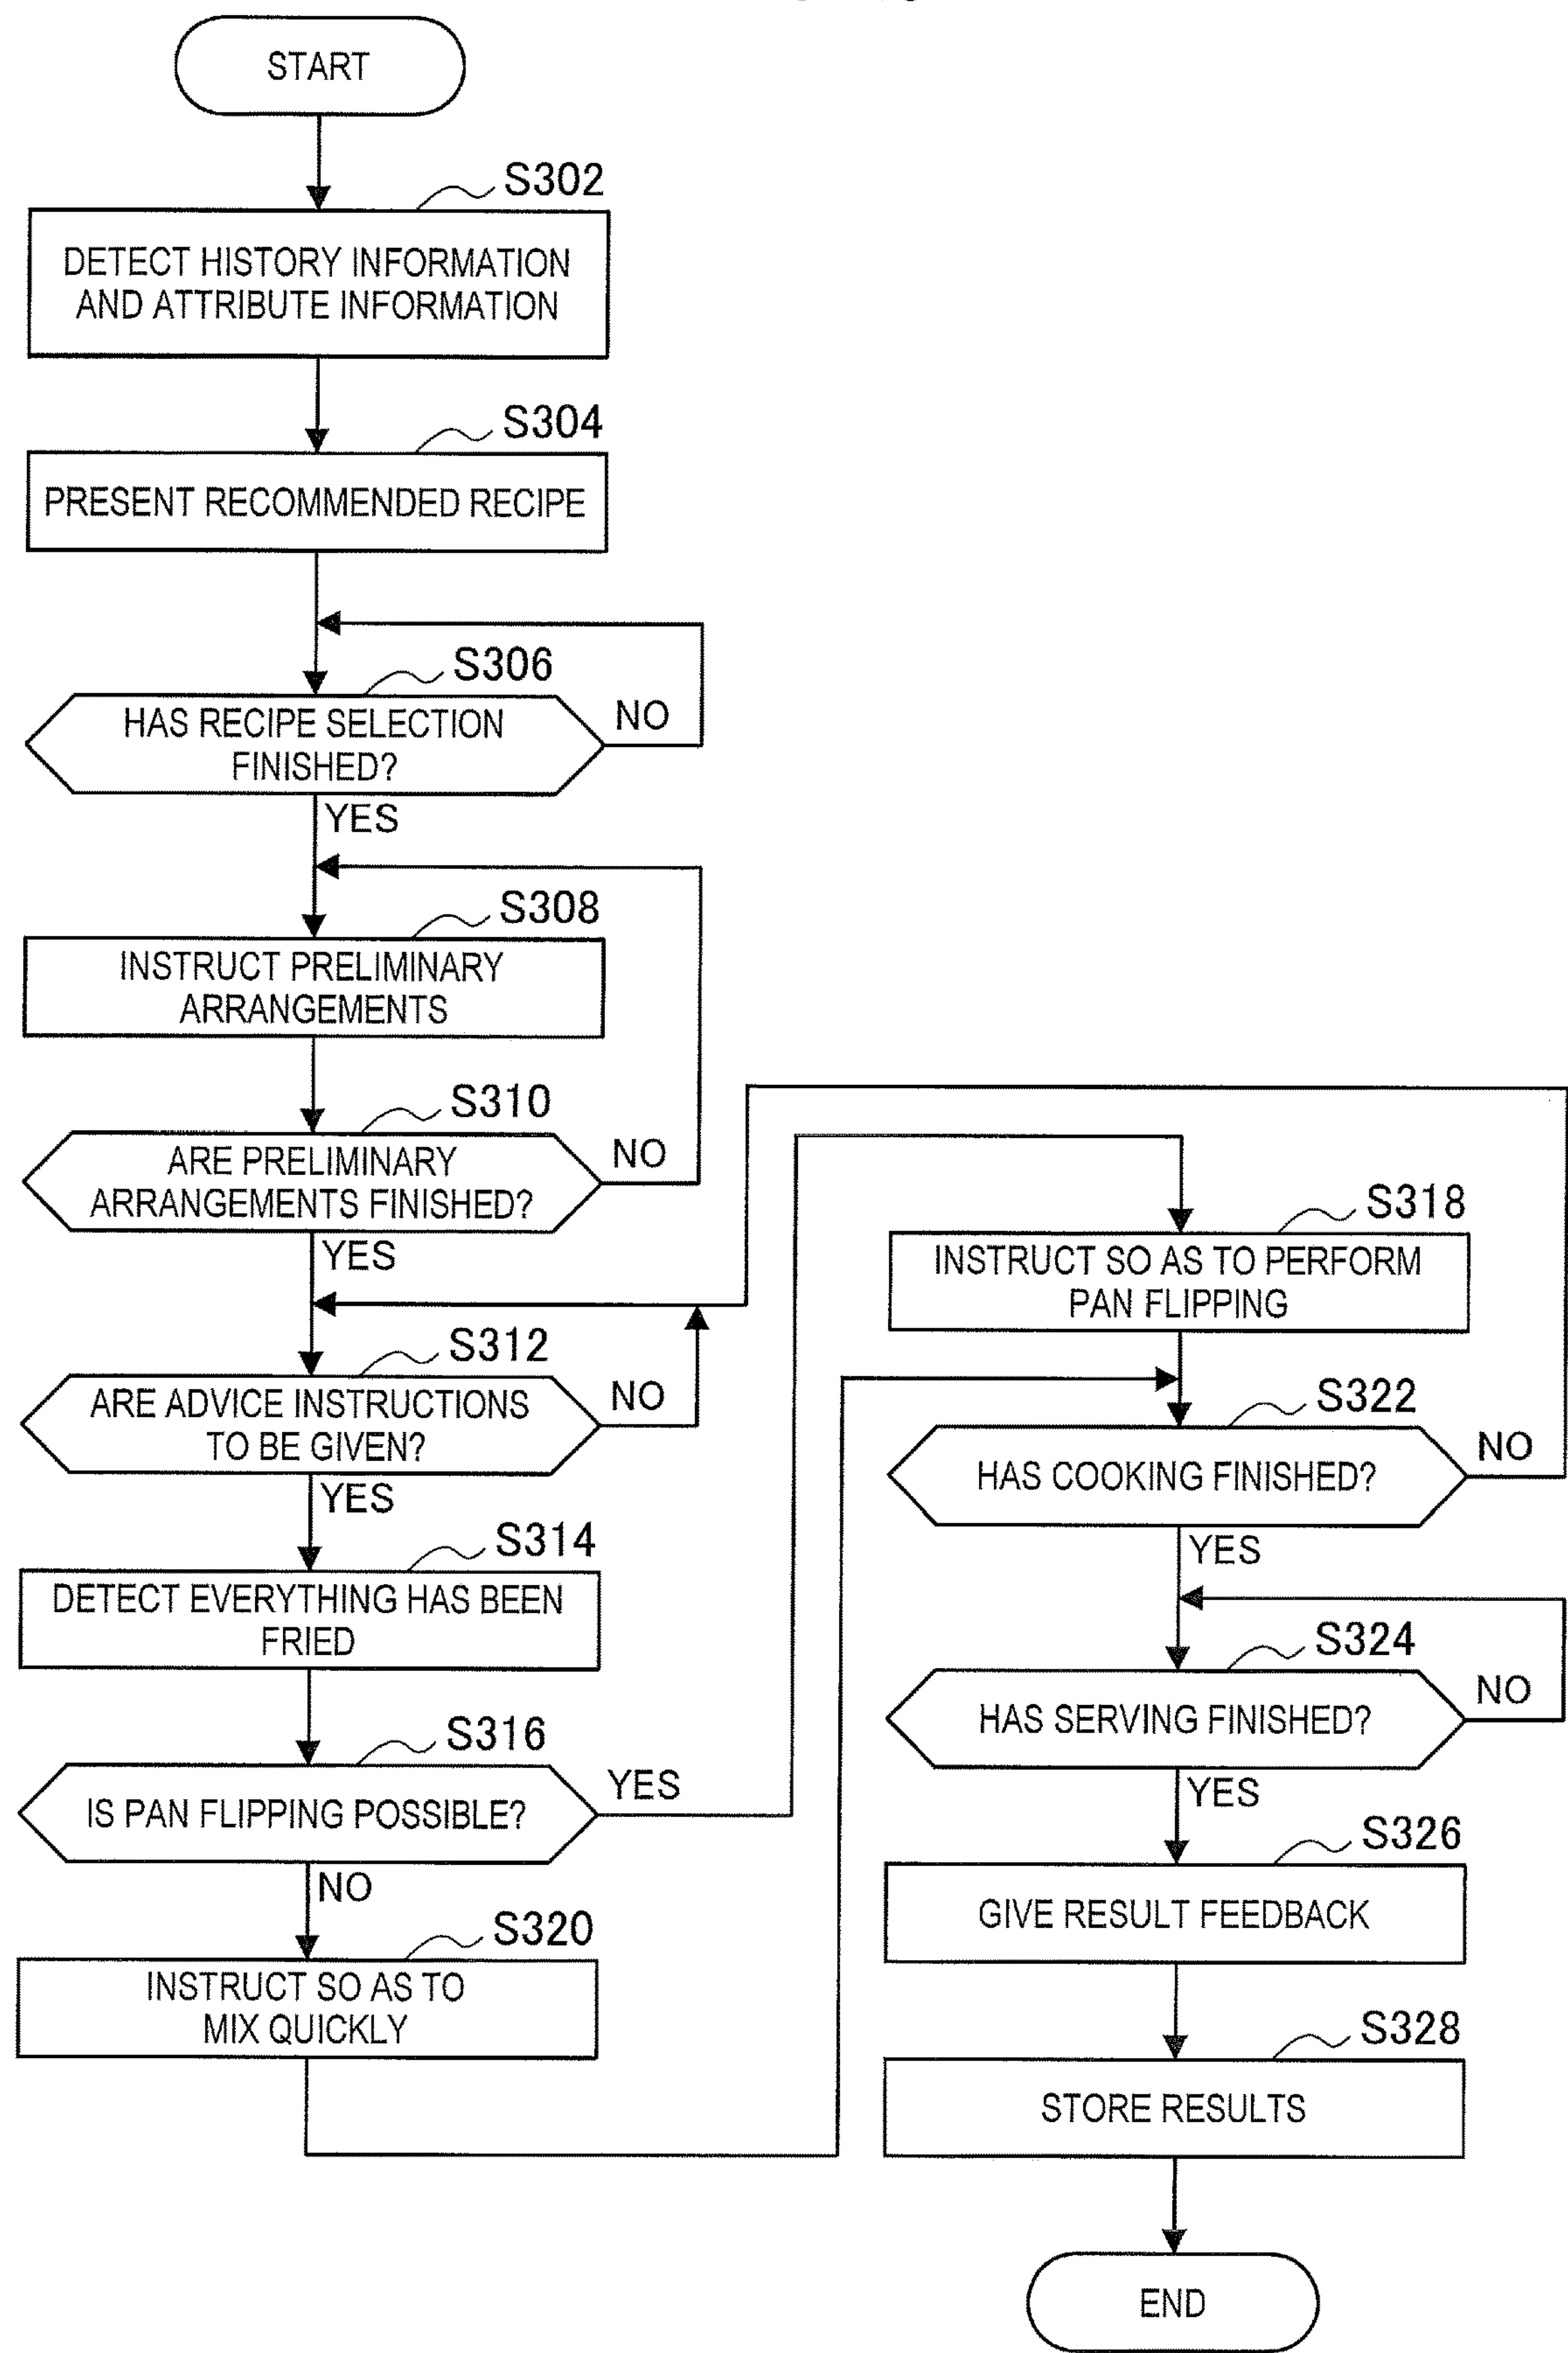 START
S302
DETECT HISTORY INFORMATION
AND ATTRIBUTE INFORMATION
S304
PRESENT RECOMMENDED RECIPE
S306
HAS RECIPE SELECTION
FINISHED?
NO
YES
S308
INSTRUCT PRELIMINARY
ARRANGEMENTS
S310
ARE PRELIMINARY
ARRANGEMENTS FINISHED?
NO
YES
S312
ARE ADVICE INSTRUCTIONS
TO BE GIVEN?
NO
YES
S314
DETECT EVERYTHING HAS BEEN
FRIED
S316
IS PAN FLIPPING POSSIBLE?
YES
NO
S320
INSTRUCT SO AS TO
MIX QUICKLY
S318
INSTRUCT SO AS TO PERFORM
PAN FLIPPING
S322
HAS COOKING FINISHED?
NO
YES
S324
HAS SERVING FINISHED?
NO
YES
S326
GIVE RESULT FEEDBACK
S328
STORE RESULTS
END